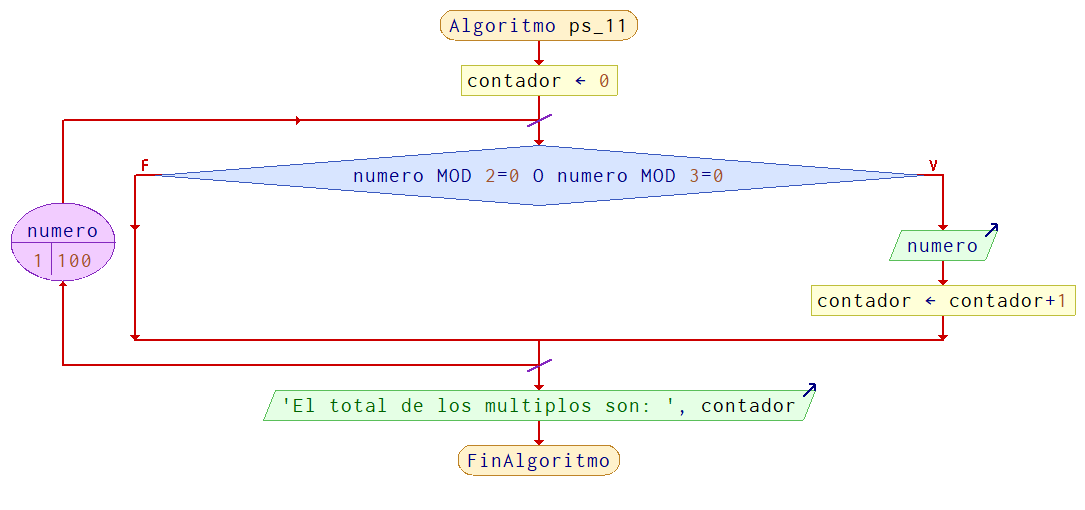 Algoritmo ps_11
contador ← 0
F
V
numero MOD 2=0 O numero MOD 3=0
numero
1 100
numero
contador ← contador+1
'El total de los multiplos son: ', contador
FinAlgoritmo